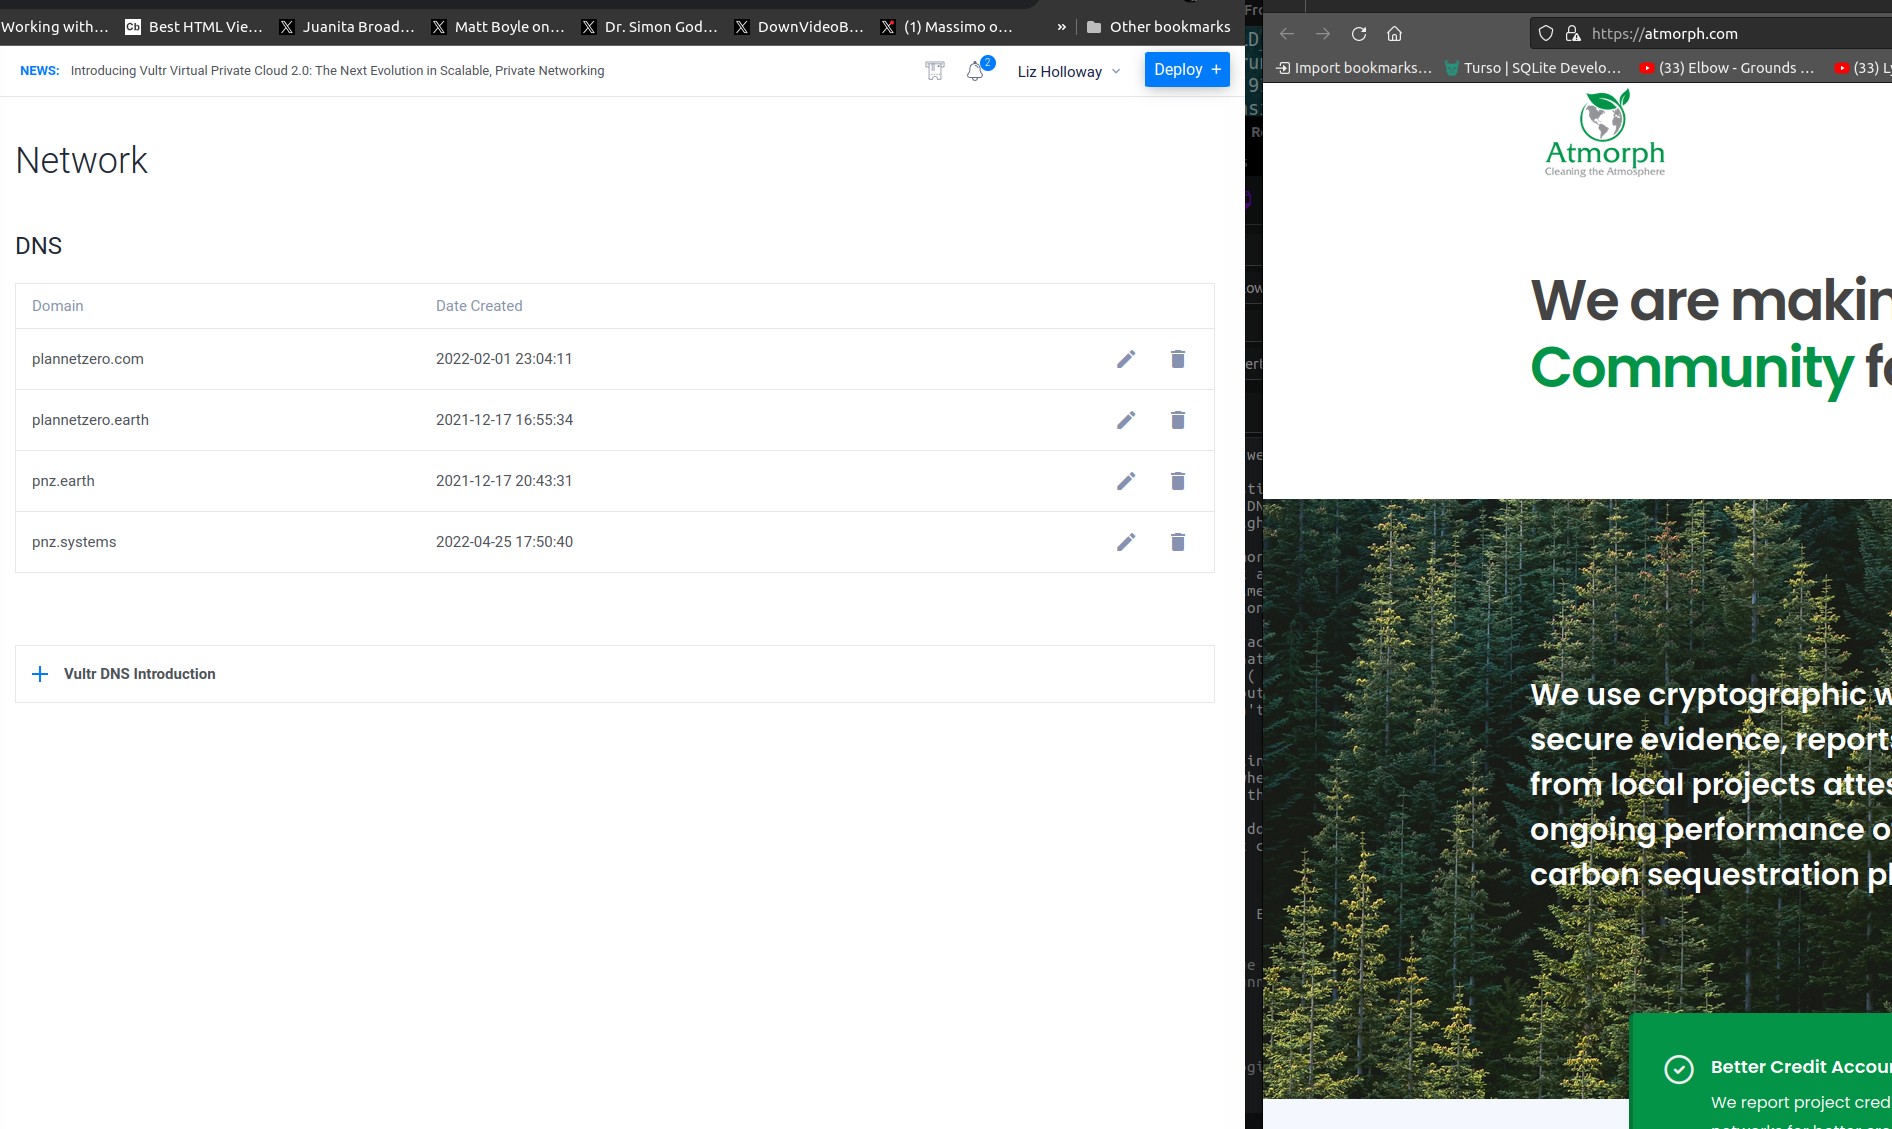 Working with...
Best HTML Vie...
Juanita Broad...
Matt Boyle on...
Dr. Simon God...
DownVideoB...
(1) Massimo o...
»
Other bookmarks
NEWS: Introducing Vultr Virtual Private Cloud 2.0: The Next Evolution in Scalable, Private Networking
2
Liz Holloway
Deploy +
Network
DNS
Domain Date Created
plannetzero.com 2022-02-01 23:04:11
plannetzero.earth 2021-12-17 16:55:34
pnz.earth 2021-12-17 20:43:31
pnz.systems 2022-04-25 17:50:40
Vultr DNS Introduction
https://atmorph.com
Import bookmarks...
Turso | SQLite Develo...
(33) Elbow - Grounds ...
(33) Ly
Atmorph
Cleaning the Atmosphere
We are makin
Community fo
We use cryptographic w
secure evidence, reports
from local projects attes
ongoing performance o
carbon sequestration pl
Better Credit Accou
We report project cred